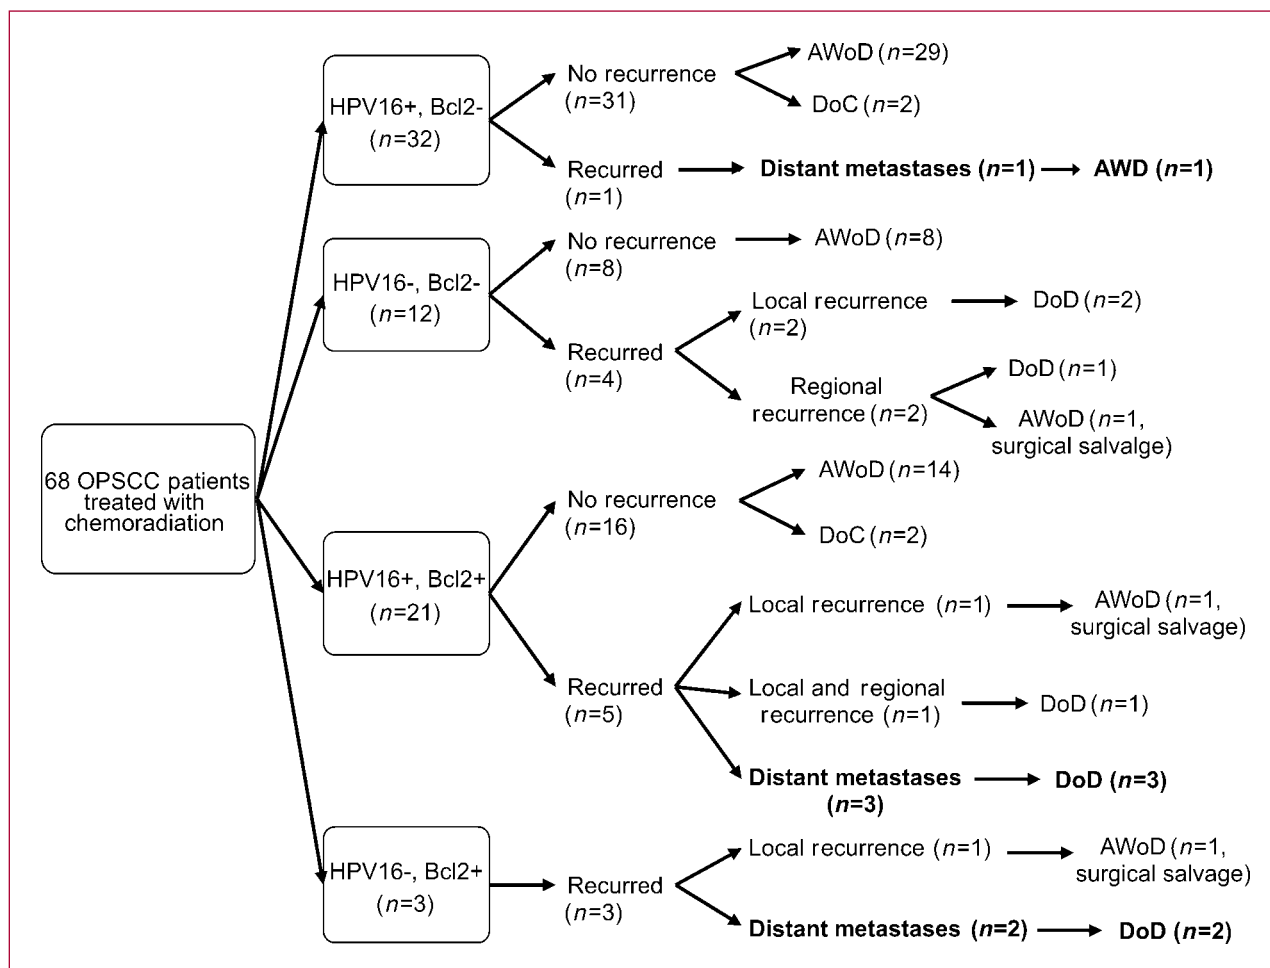 68 OPSCC patients
treated with
chemoradiation
HPV16+, Bcl2-
(n=32)
No recurrence
(n=31)
AWoD (n=29)
DoC (n=2)
Recurred
(n=1)
Distant metastases (n=1)
AWD (n=1)
HPV16-, Bcl2-
(n=12)
No recurrence
(n=8)
AWoD (n=8)
Recurred
(n=4)
Local recurrence
(n=2)
DoD (n=2)
Regional
recurrence (n=2)
DoD (n=1)
AWoD (n=1,
surgical salvalge)
HPV16+, Bcl2+
(n=21)
No recurrence
(n=16)
AWoD (n=14)
DoC (n=2)
Recurred
(n=5)
Local recurrence (n=1)
AWoD (n=1,
surgical salvage)
Local and regional
recurrence (n=1)
DoD (n=1)
Distant metastases
(n=3)
DoD (n=3)
HPV16-, Bcl2+
(n=3)
Recurred
(n=3)
Local recurrence (n=1)
AWoD (n=1,
surgical salvage)
Distant metastases (n=2)
DoD (n=2)